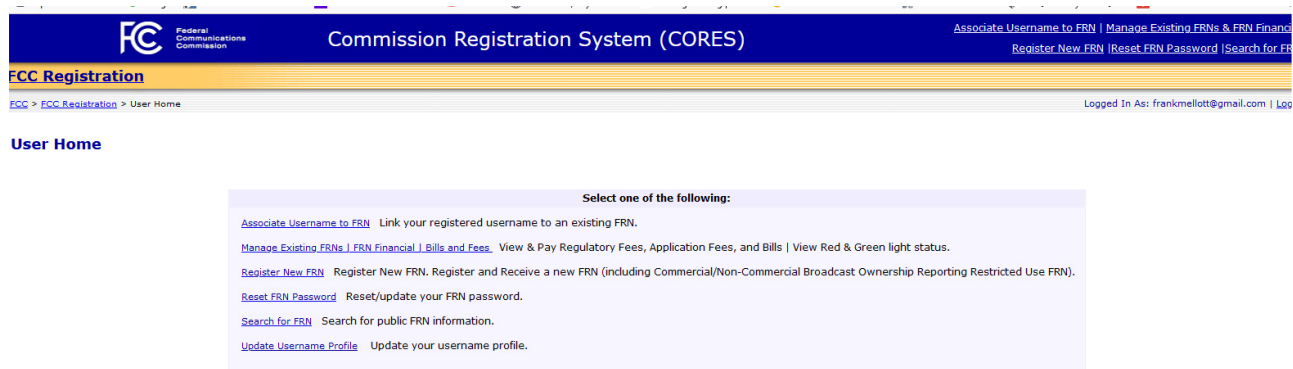 FCC Federal Communications Commission
Commission Registration System (CORES)
Associate Username to FRN | Manage Existing FRNs & FRN Financi
Register New FRN |Reset FRN Password |Search for FR
FCC Registration
FCC > FCC Registration > User Home
Logged In As: frankmellott@gmail.com | Log
User Home
Select one of the following:
Associate Username to FRN Link your registered username to an existing FRN.
Manage Existing FRNs | FRN Financial | Bills and Fees View & Pay Regulatory Fees, Application Fees, and Bills | View Red & Green light status.
Register New FRN Register New FRN. Register and Receive a new FRN (including Commercial/Non-Commercial Broadcast Ownership Reporting Restricted Use FRN).
Reset FRN Password Reset/update your FRN password.
Search for FRN Search for public FRN information.
Update Username Profile Update your username profile.